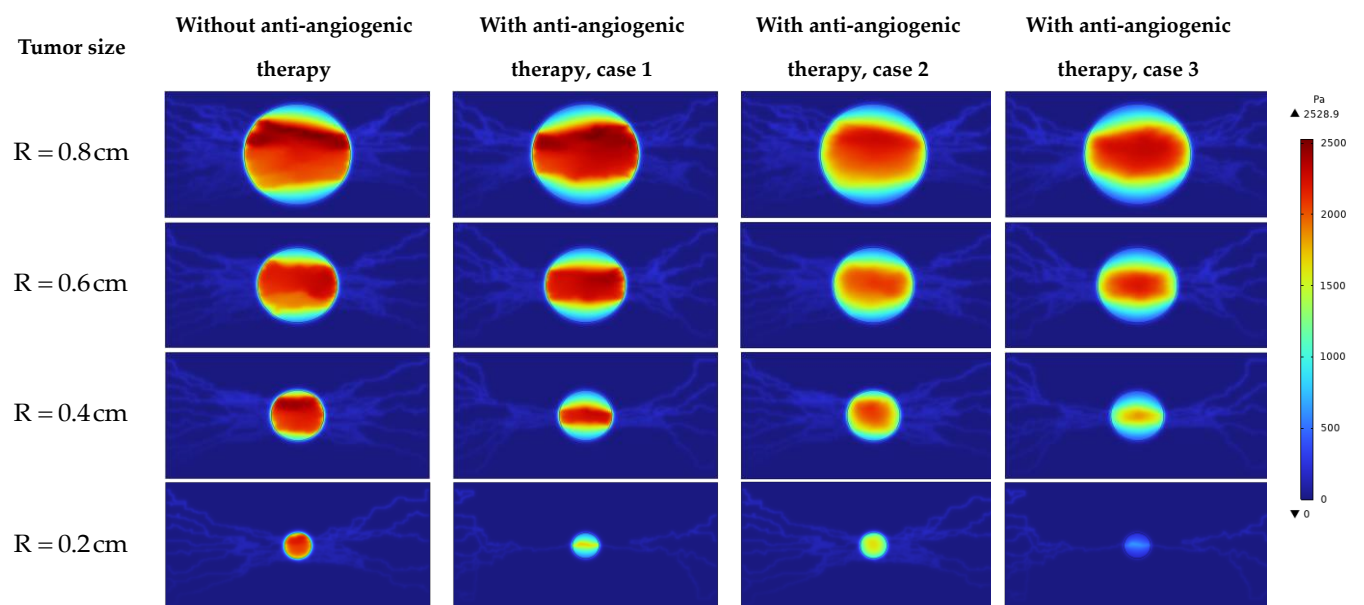 Tumor size
Without anti-angiogenic
therapy
With anti-angiogenic
therapy, case 1
With anti-angiogenic
therapy, case 2
With anti-angiogenic
therapy, case 3
Pa
▲ 2528.9
2500
2000
1500
1000
500
0
▼ 0
R = 0.8 cm
R = 0.6 cm
R = 0.4 cm
R = 0.2 cm